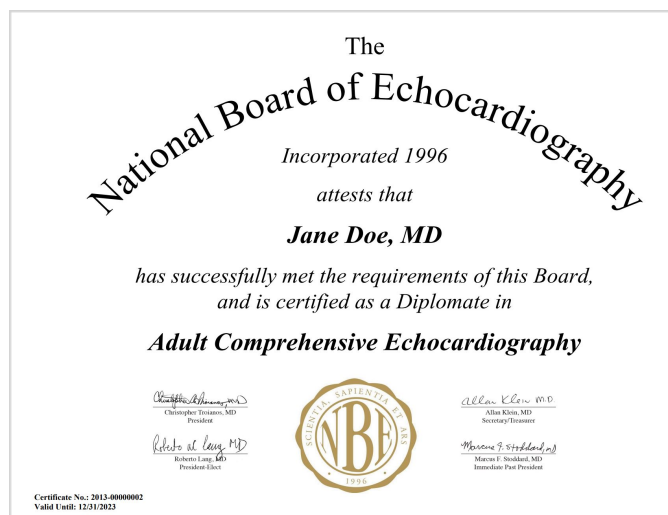 The
National Board of Echocardiography
Incorporated 1996
attests that
Jane Doe, MD
has successfully met the requirements of this Board,
and is certified as a Diplomate in
Adult Comprehensive Echocardiography
Christopher Troianos, MD
President
Allan Klein, M.D.
Allan Klein, MD
Secretary/Treasurer
Roberto Lang, MD
President-Elect
Marcus F. Stoddard, MD
Immediate Past President
SCIENTIA, SAPIENTIA ET ARS
NBE
· 1996 ·
Certificate No.: 2013-00000002
Valid Until: 12/31/2023